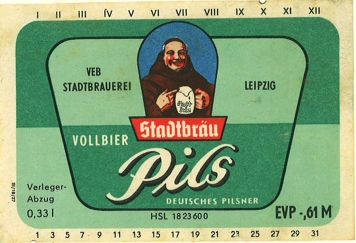 I II III IV V VI VII VIII IX X XI XII
VEB
STADTBRAUEREI
LEIPZIG
Stadtbräu
VOLLBIER
Pils
DEUTSCHES PILSNER
Verleger-
Abzug
0,33 l
HSL 1823600
EVP -,61 M
1 3 5 7 9 11 13 15 17 19 21 23 25 27 29 31